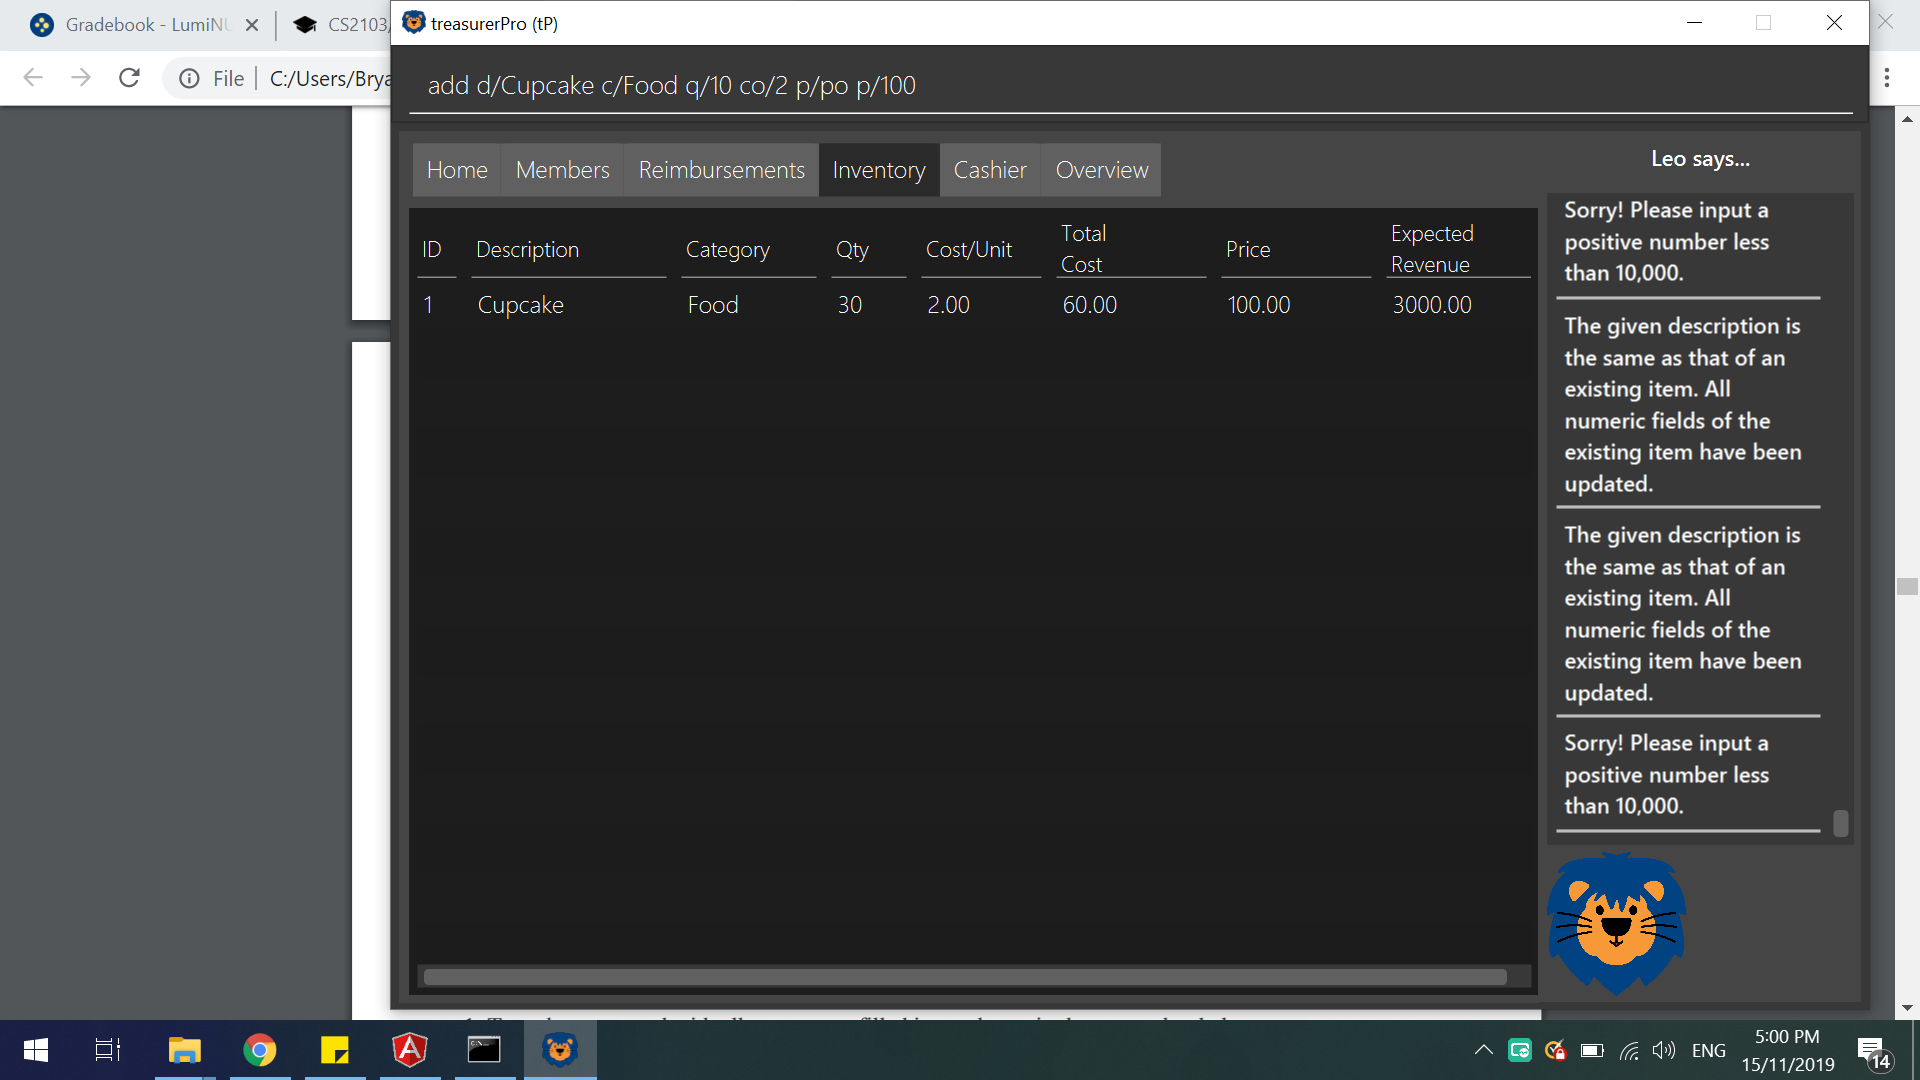 Gradebook - LumiNU
CS2103/
treasurerPro (tP)
File
C:/Users/Brya
add d/Cupcake c/Food q/10 co/2 p/po p/100
Home
Members
Reimbursements
Inventory
Cashier
Overview
Leo says...
ID
Description
Category
Qty
Cost/Unit
Total
Cost
Price
Expected
Revenue
1
Cupcake
Food
30
2.00
60.00
100.00
3000.00
Sorry! Please input a
positive number less
than 10,000.
The given description is
the same as that of an
existing item. All
numeric fields of the
existing item have been
updated.
The given description is
the same as that of an
existing item. All
numeric fields of the
existing item have been
updated.
Sorry! Please input a
positive number less
than 10,000.
ENG
5:00 PM
15/11/2019
14